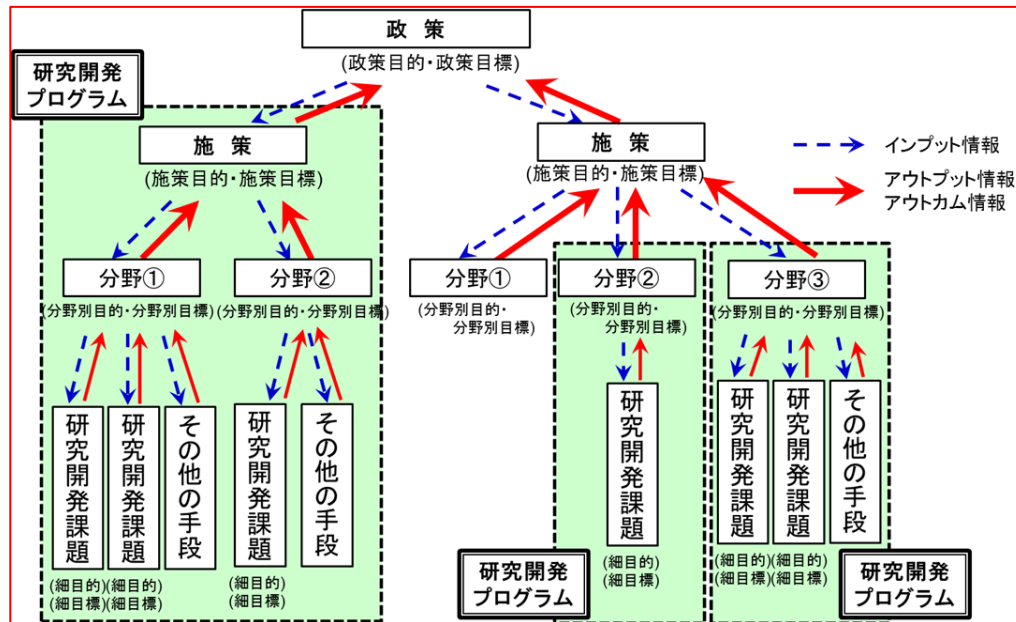 政 策
(政策目的・政策目標)
研究開発
プログラム
施 策
(施策目的・施策目標)
施 策
(施策目的・施策目標)
インプット情報
アウトプット情報
アウトカム情報
分野①
(分野別目的・分野別目標)
分野②
(分野別目的・分野別目標)
分野①
(分野別目的・
分野別目標)
分野②
(分野別目的・
分野別目標)
分野③
(分野別目的・分野別目標)
研究開発課題
研究開発課題
その他の手段
研究開発課題
その他の手段
研究開発課題
研究開発課題
研究開発課題
その他の手段
(細目的)(細目的)
(細目標)(細目標)
(細目的)
(細目標)
(細目的)
(細目標)
(細目的)(細目的)
(細目標)(細目標)
研究開発
プログラム
研究開発
プログラム